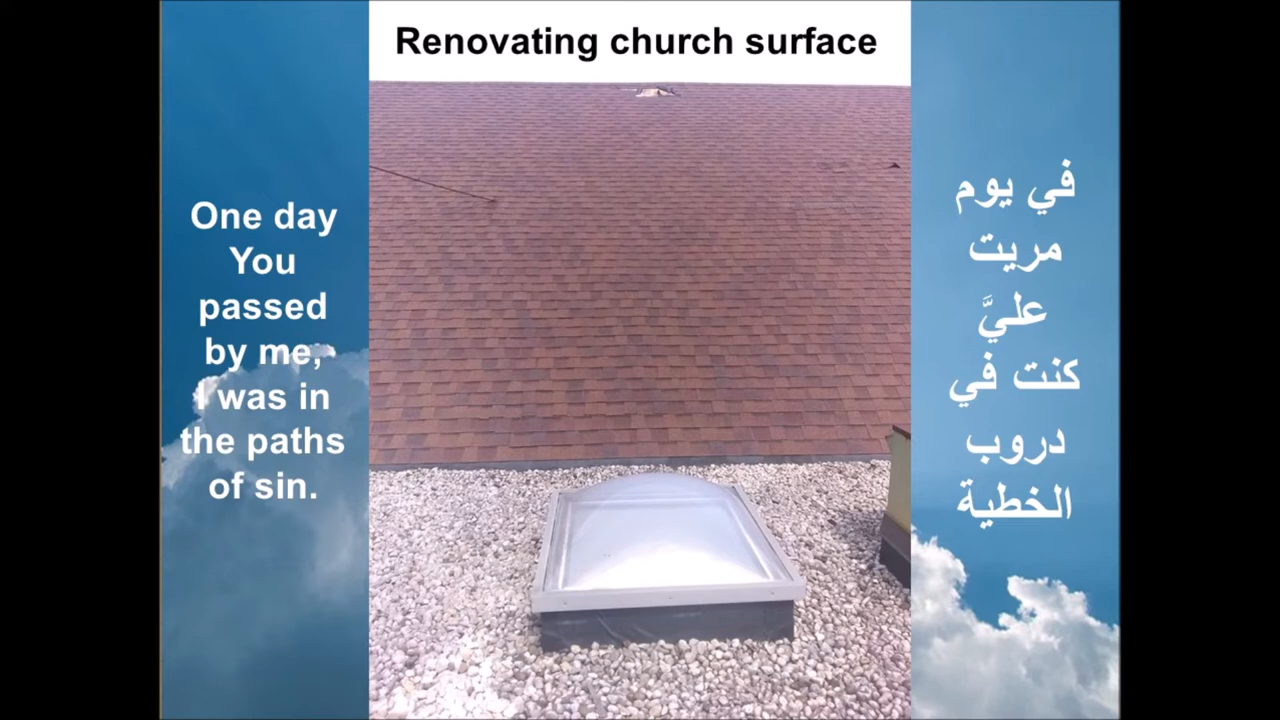 Renovating church surface
One day
You
passed
by me,
I was in
the paths
of sin.
في يوم
مريت
عليَّ
كنت في
دروب
الخطية